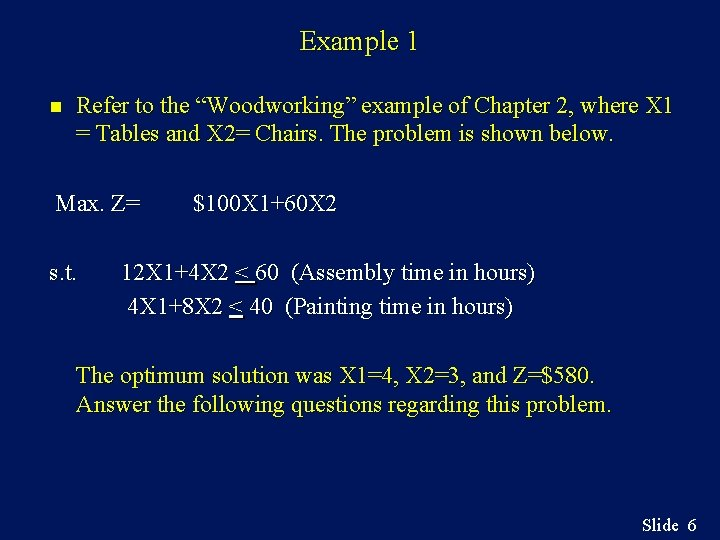 Example 1
Refer to the “Woodworking” example of Chapter 2, where X1
= Tables and X2= Chairs. The problem is shown below.
Max. Z= $100X1+60X2
s.t. 12X1+4X2 < 60 (Assembly time in hours)
4X1+8X2 < 40 (Painting time in hours)
The optimum solution was X1=4, X2=3, and Z=$580.
Answer the following questions regarding this problem.
Slide 6